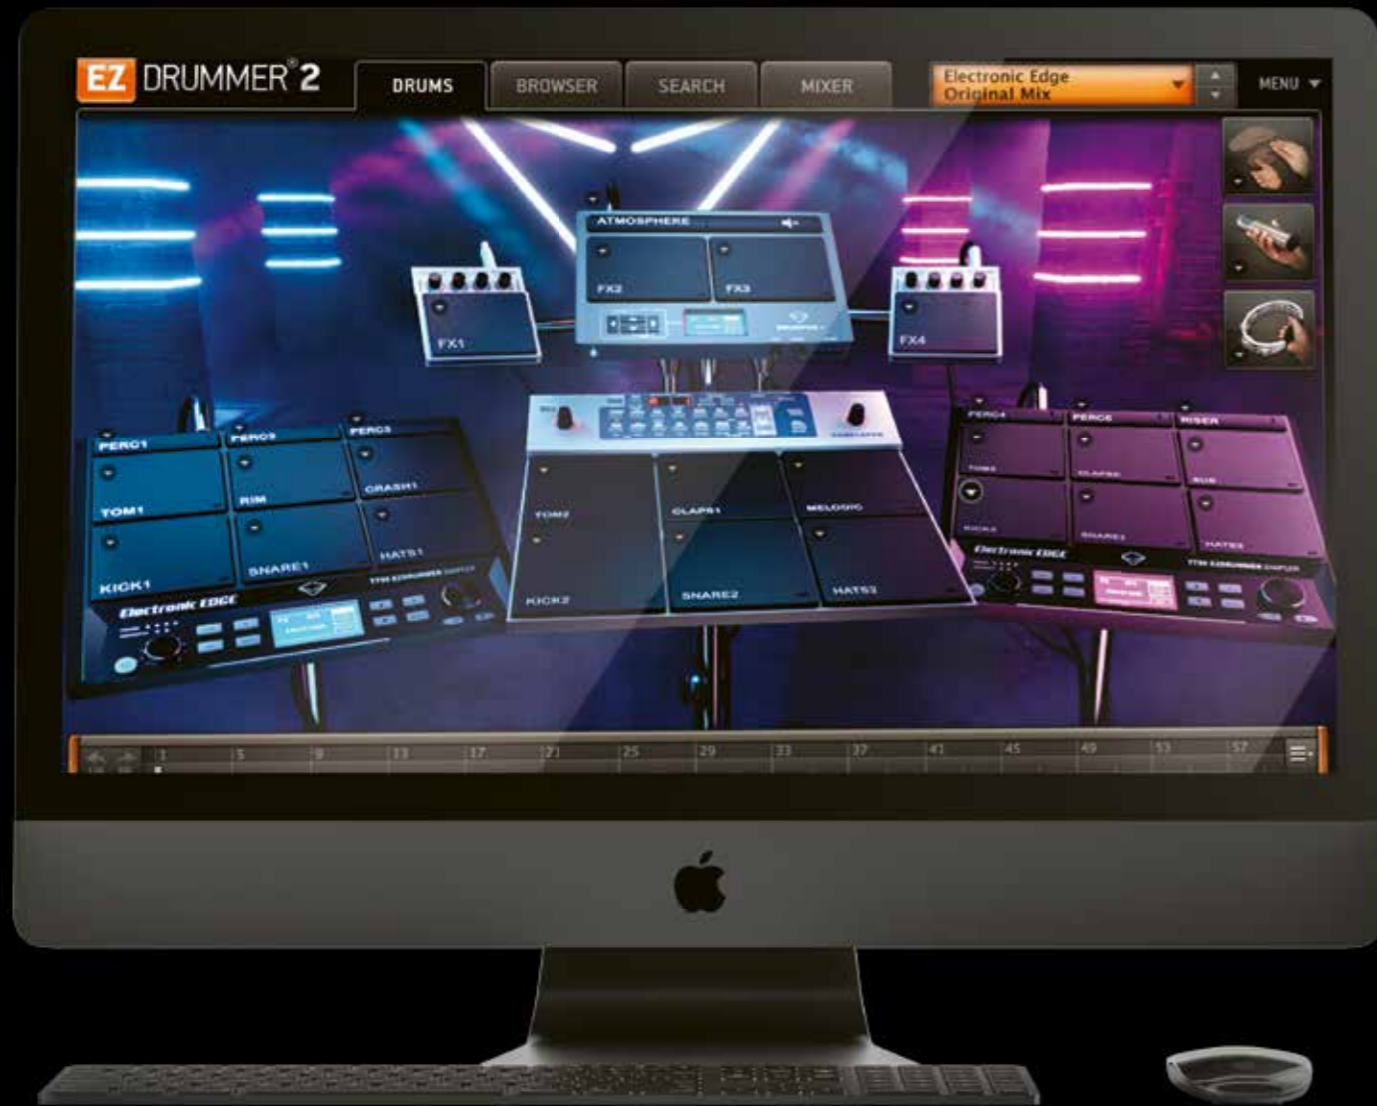 EZ DRUMMER® 2
DRUMS
BROWSER
SEARCH
MIXER
Electronic Edge
Original Mix
MENU
ATMOSPHERE
FX2
FX3
FX1
FX4
PERC1
PERC3
TOM1
RIM
CRASH1
KICK1
SNARE1
HATS1
Electronic EDGE
TOM2
CLAPS1
MELODIC
KICK2
SNARE2
HATS2
PERC4
PERC5
RISER
Electronic EDGE
1 5 9 13 17 21 25 29 33 37 41 45 49 53 57